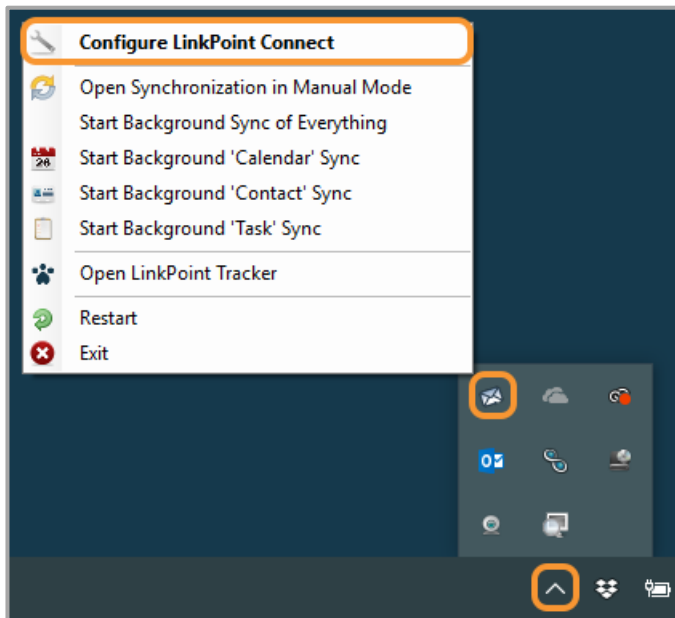 Configure LinkPoint Connect
Open Synchronization in Manual Mode
Start Background Sync of Everything
26
Start Background 'Calendar' Sync
Start Background 'Contact' Sync
Start Background 'Task' Sync
Open LinkPoint Tracker
Restart
Exit